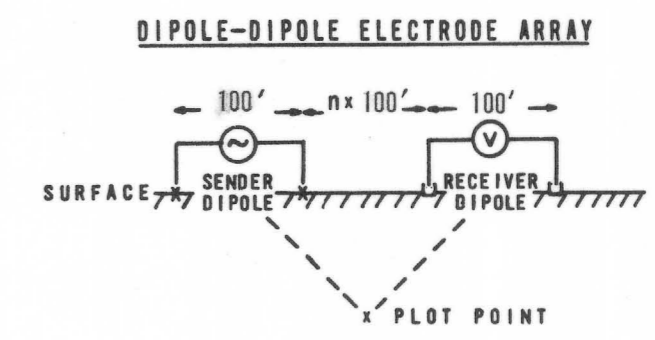 DIPOLE-DIPOLE ELECTRODE ARRAY
100' n x 100' 100'
~ V
SURFACE SENDER DIPOLE RECEIVER DIPOLE
x PLOT POINT